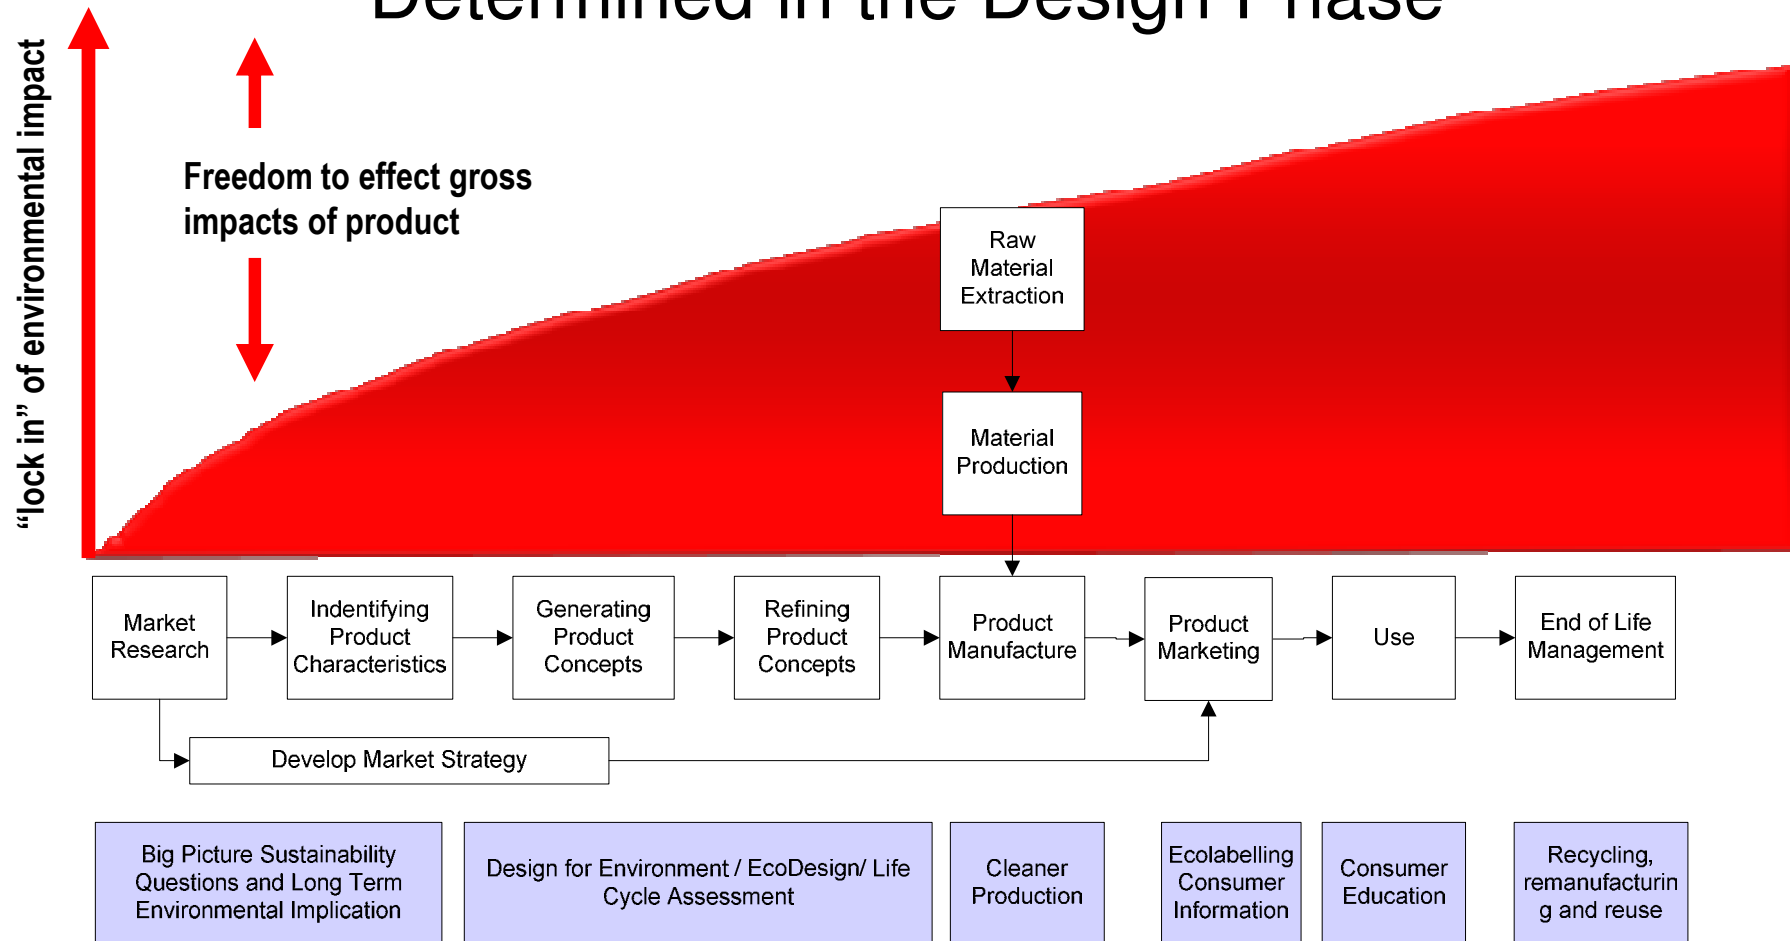 Determined in the Design Phase
“lock in” of environmental impact
Freedom to effect gross
impacts of product
Raw
Material
Extraction
Material
Production
Market
Research
Indentifying
Product
Characteristics
Generating
Product
Concepts
Refining
Product
Concepts
Product
Manufacture
Product
Marketing
Use
End of Life
Management
Develop Market Strategy
Big Picture Sustainability
Questions and Long Term
Environmental Implication
Design for Environment / EcoDesign/ Life
Cycle Assessment
Cleaner
Production
Ecolabelling
Consumer
Information
Consumer
Education
Recycling,
remanufacturin
g and reuse